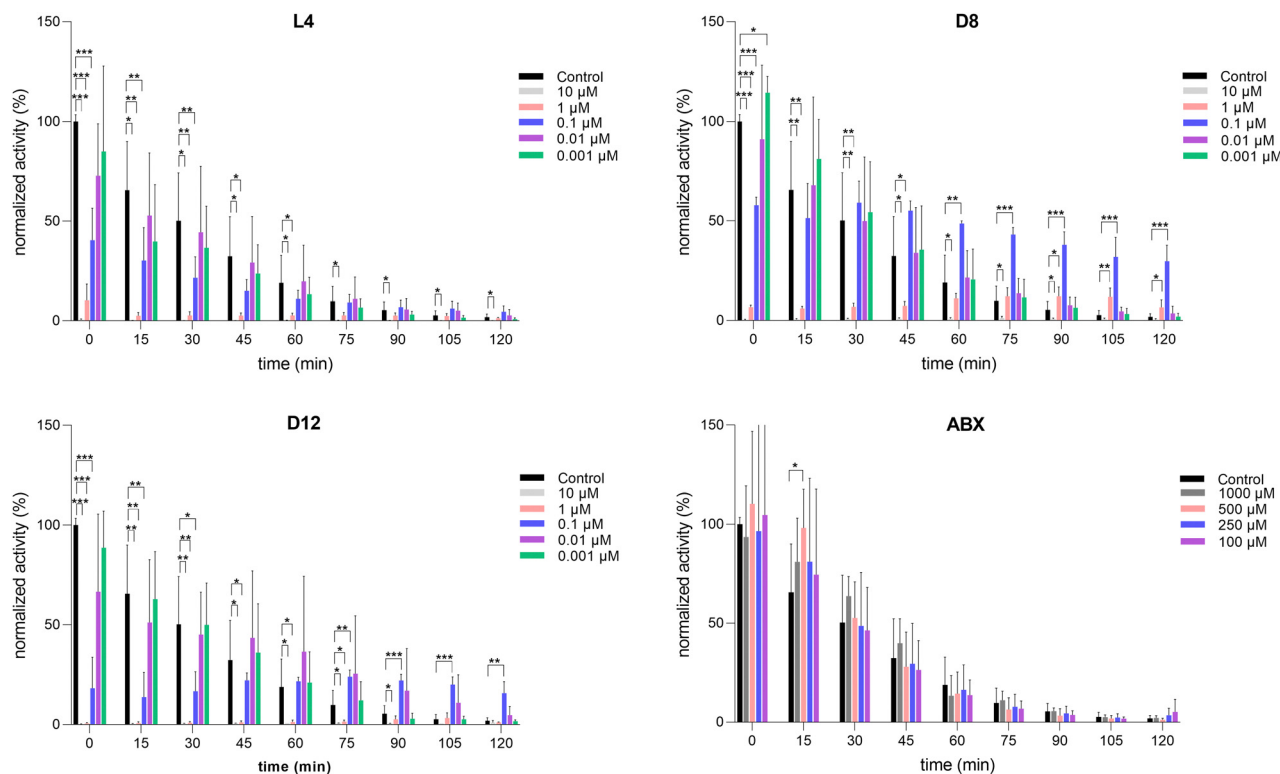 L4
150
100
50
0
normalized activity (%)
***
***
***
**
**
*
**
**
*
*
*
*
*
*
*
*
*
0 15 30 45 60 75 90 105 120
time (min)
Control
10 µM
1 µM
0.1 µM
0.01 µM
0.001 µM
D8
150
100
50
0
normalized activity (%)
*
***
***
***
**
**
**
**
*
*
**
*
***
*
***
*
*
***
**
***
*
0 15 30 45 60 75 90 105 120
time (min)
Control
10 µM
1 µM
0.1 µM
0.01 µM
0.001 µM
D12
150
100
50
0
normalized activity (%)
***
***
***
**
**
**
*
**
**
*
*
*
*
**
*
*
***
*
***
**
0 15 30 45 60 75 90 105 120
time (min)
Control
10 µM
1 µM
0.1 µM
0.01 µM
0.001 µM
ABX
150
100
50
0
normalized activity (%)
*
0 15 30 45 60 75 90 105 120
time (min)
Control
1000 µM
500 µM
250 µM
100 µM